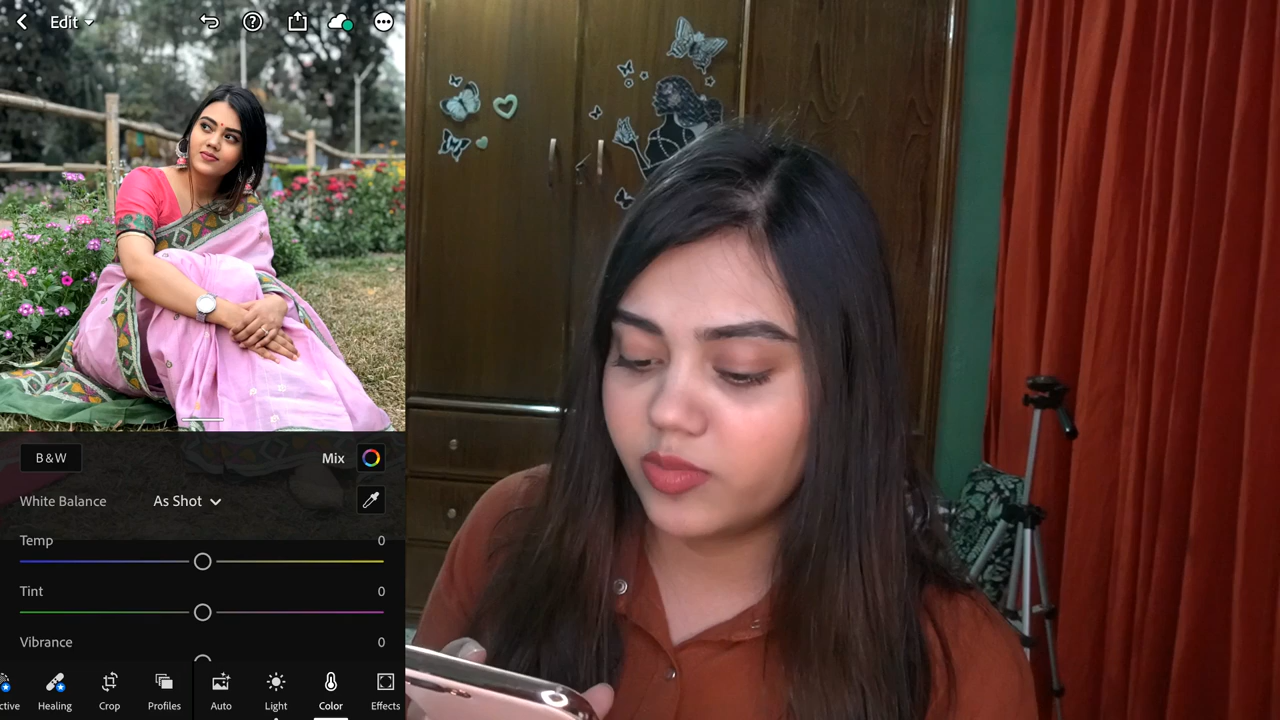 Edit
B&W
Mix
White Balance
As Shot
Temp
0
Tint
0
Vibrance
0
ctive
Healing
Crop
Profiles
Auto
Light
Color
Effects